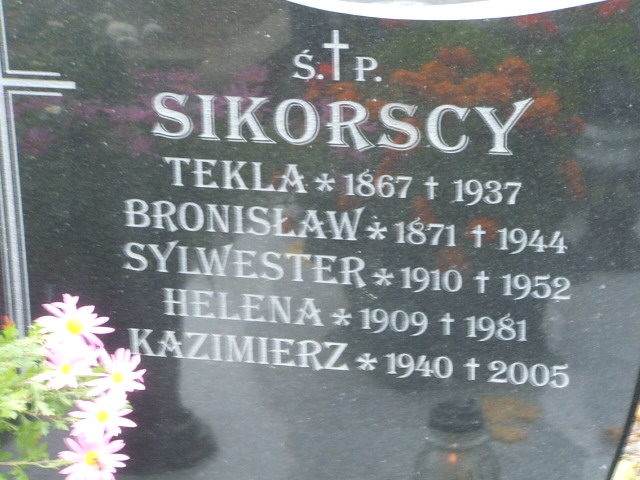 Ś. † P.
SIKORSCY
TEKLA * 1867 † 1937
BRONISŁAW * 1871 † 1944
SYLWESTER * 1910 † 1952
HELENA * 1909 † 1981
KAZIMIERZ * 1940 † 2005